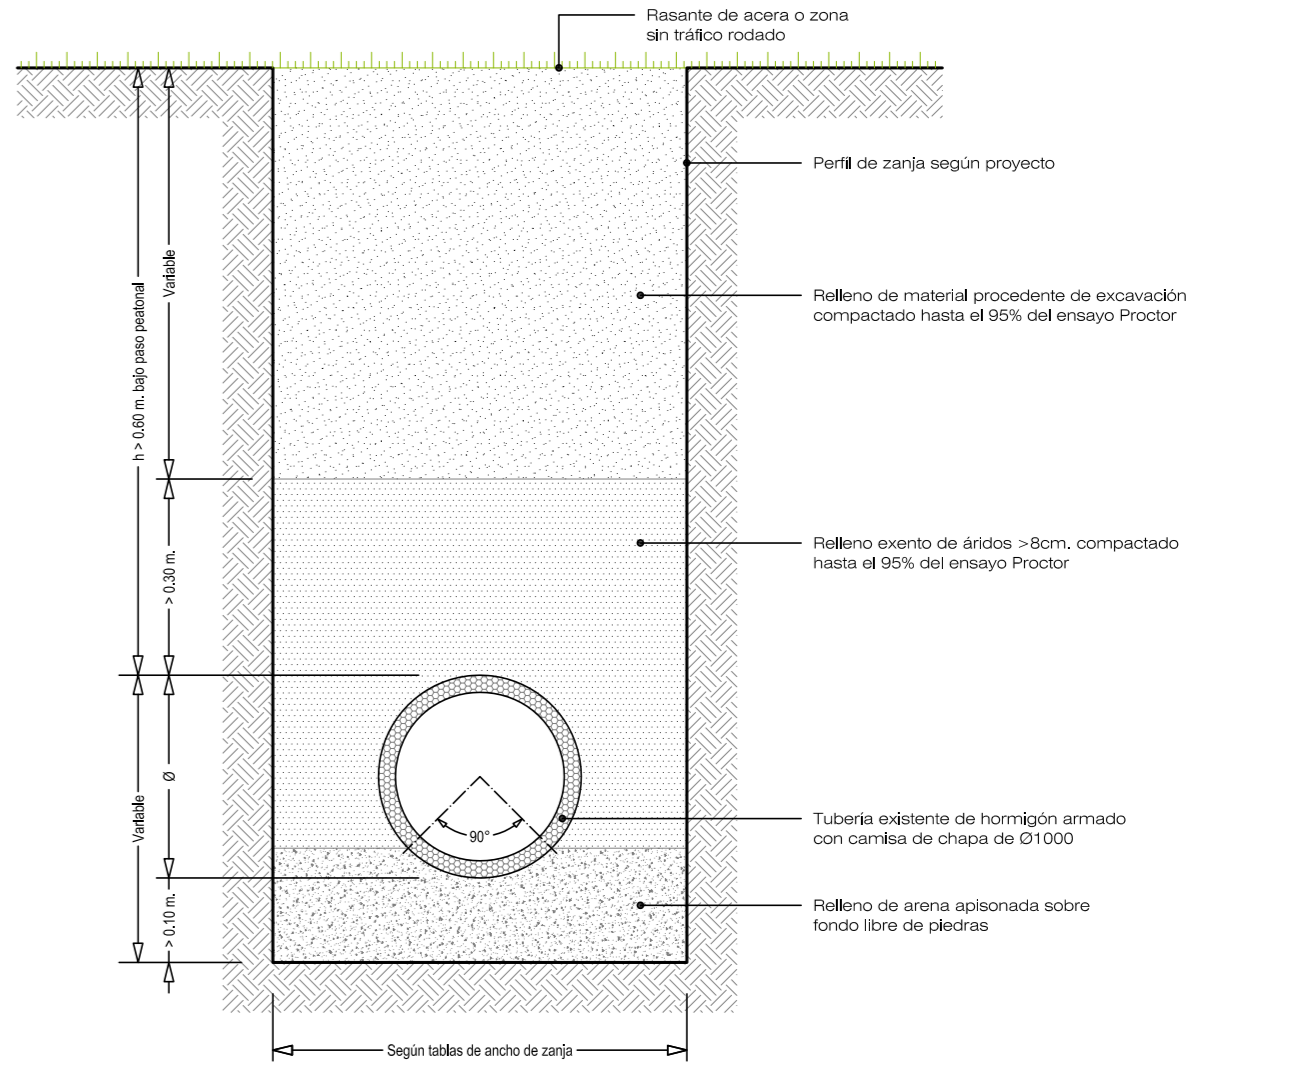 Rasante de acera o zona
sin tráfico rodado
Perfil de zanja según proyecto
h > 0.60 m. bajo paso peatonal
Variable
Relleno de material procedente de excavación
compactado hasta el 95% del ensayo Proctor
> 0.30 m.
Relleno exento de áridos >8cm. compactado
hasta el 95% del ensayo Proctor
Ø
Variable
90°
Tubería existente de hormigón armado
con camisa de chapa de Ø1000
> 0.10 m.
Relleno de arena apisonada sobre
fondo libre de piedras
Según tablas de ancho de zanja